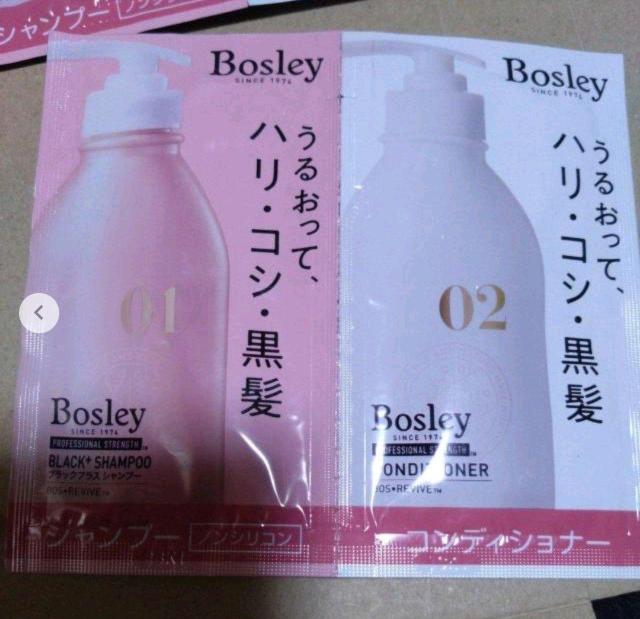 シャンプー
Bosley
SINCE 1974
うるおって、
ハリ・コシ・黒髪
01
Bosley
SINCE 1974
PROFESSIONAL STRENGTH™
BLACK+ SHAMPOO
ブラックプラス シャンプー
BOS•REVIVE™
シャンプー ノンシリコン
Bosley
SINCE 1974
うるおって、
ハリ・コシ・黒髪
02
Bosley
SINCE 1974
PROFESSIONAL STRENGTH™
CONDITIONER
BOS•REVIVE™
コンディショナー